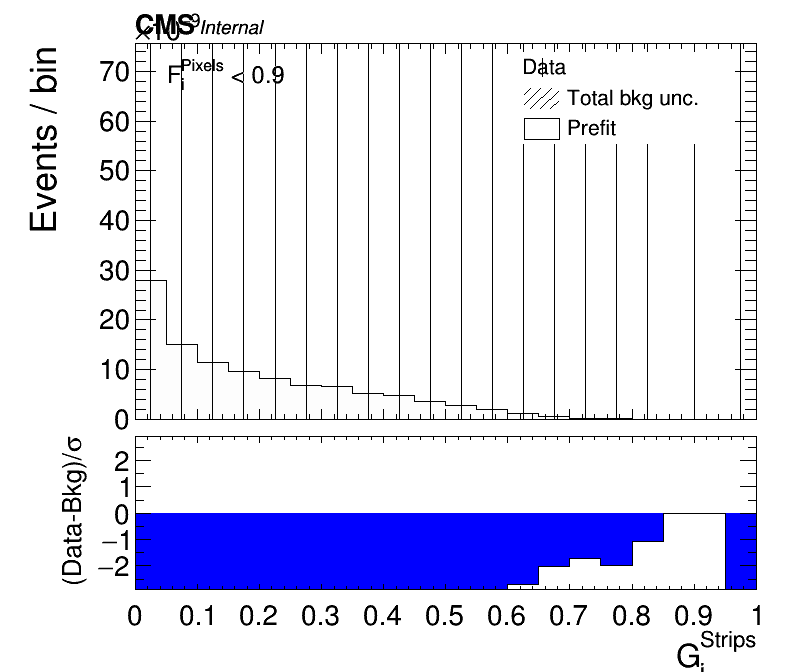 CMS Internal
×10^9
F_i^Pixels < 0.9
Data
Total bkg unc.
Prefit
Events / bin
70
60
50
40
30
20
10
0
(Data-Bkg)/σ
2
1
0
−1
−2
0 0.1 0.2 0.3 0.4 0.5 0.6 0.7 0.8 0.9 1
G_i^Strips